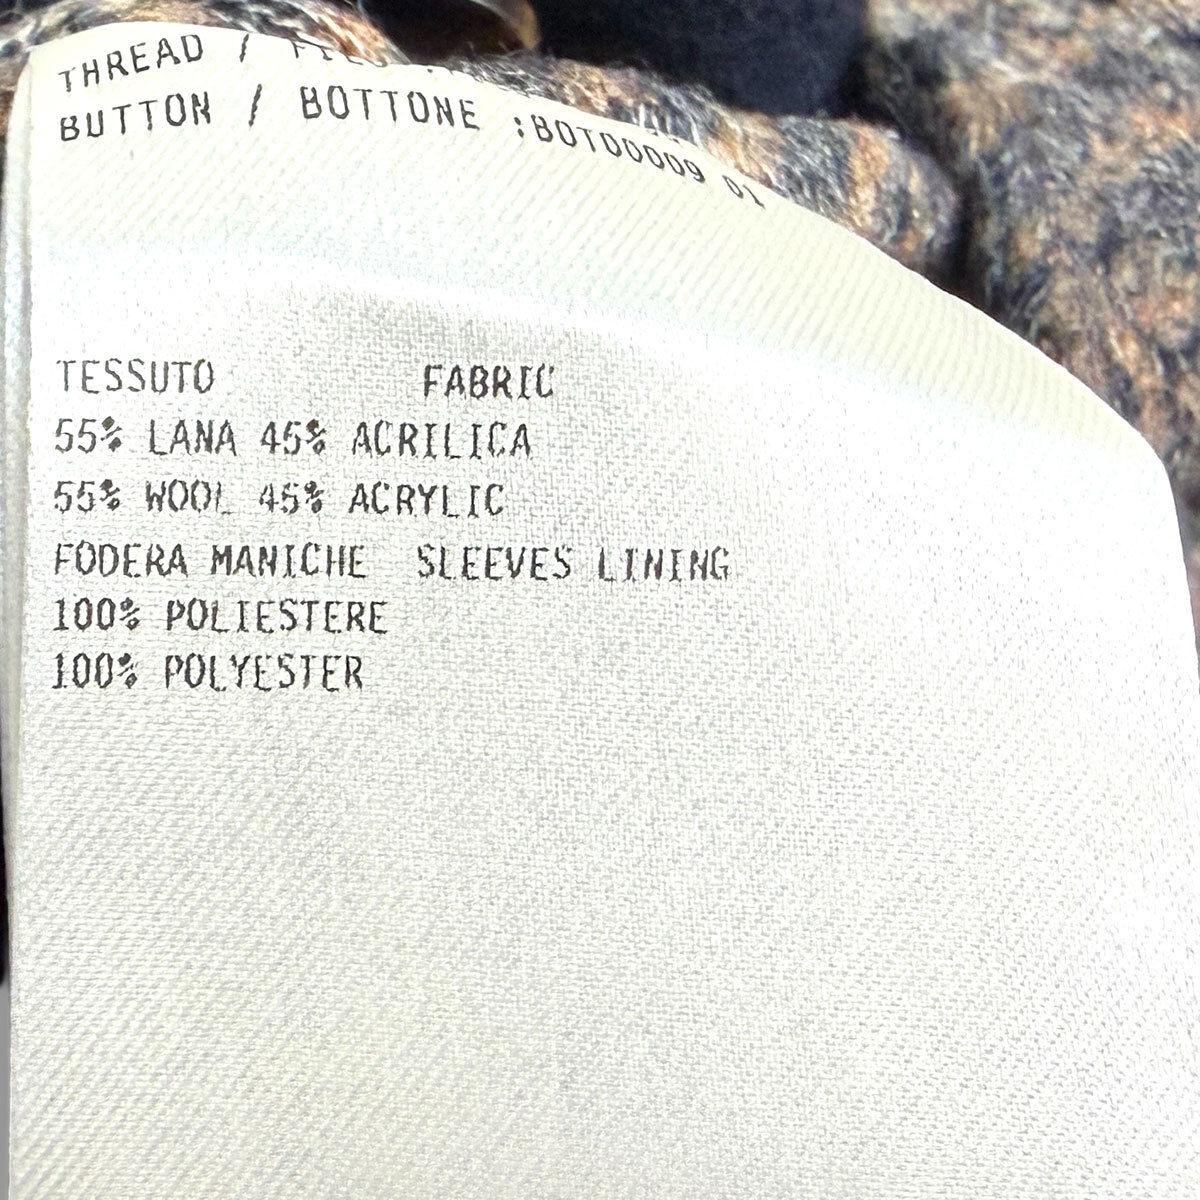 THREAD /
BUTTON / BOTTONE :BOT00009 01
TESSUTO FABRIC
55% LANA 45% ACRILICA
55% WOOL 45% ACRYLIC
FODERA MANICHE SLEEVES LINING
100% POLIESTERE
100% POLYESTER